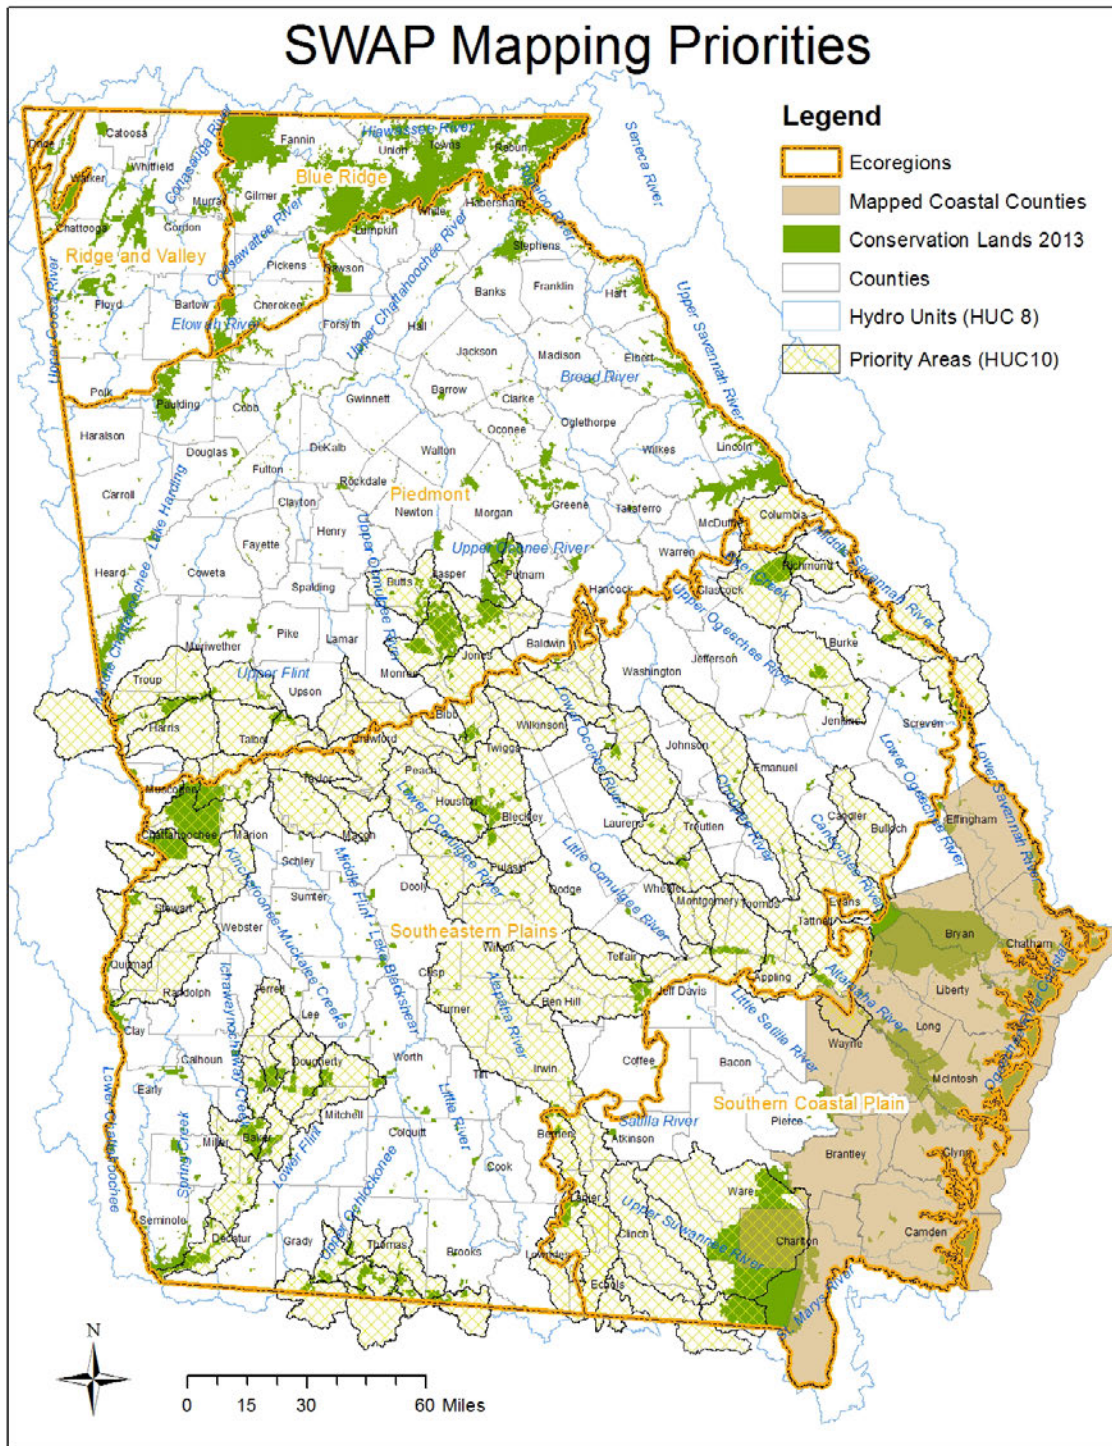 SWAP Mapping Priorities
Legend
Ecoregions
Mapped Coastal Counties
Conservation Lands 2013
Counties
Hydro Units (HUC 8)
Priority Areas (HUC10)
Hiawassee River
Seneca River
Dade
Catoosa
Fannin
Union
Towns
Rabun
Whitfield
Walker
Conasauga River
Blue Ridge
Murray
Gilmer
White
Habersham
Chattooga
Gordon
Lumpkin
Stephens
Ridge and Valley
Coosawattee River
Pickens
Dawson
Upper Chattahoochee River
Banks
Franklin
Hart
Upper Coosa River
Floyd
Bartow
Cherokee
Etowah River
Forsyth
Hall
Upper Savannah River
Jackson
Madison
Elbert
Broad River
Polk
Paulding
Cobb
Gwinnett
Barrow
Clarke
Haralson
Oconee
Oglethorpe
Douglas
DeKalb
Walton
Wilkes
Lincoln
Fulton
Carroll
Rockdale
Piedmont
Newton
Morgan
Greene
Taliaferro
Columbia
Clayton
Henry
McDuffie
Middle Chattahoochee Lake Harding
Fayette
Upper Ocmulgee River
Upper Oconee River
Warren
Middle Savannah River
Heard
Coweta
Spalding
Butts
Jasper
Putnam
Hancock
Glascock
Brier Creek
Richmond
Pike
Lamar
Meriwether
Monroe
Jones
Baldwin
Upper Ogeechee River
Burke
Jefferson
Washington
Troup
Upper Flint
Upson
Harris
Talbot
Crawford
Bibb
Wilkinson
Twiggs
Lower Oconee River
Jenkins
Screven
Johnson
Emanuel
Muscogee
Taylor
Peach
Houston
Bleckley
Lower Ogeechee River
Lower Savannah River
Chattahoochee
Marion
Macon
Lower Ocmulgee River
Laurens
Treutlen
Ohoopee River
Candler
Bulloch
Effingham
Schley
Kinchafoonee-Muckalee Creeks
Middle Flint / Lake Blackshear
Dooly
Pulaski
Dodge
Little Ocmulgee River
Canoochee River
Stewart
Webster
Sumter
Wheeler
Montgomery
Toombs
Evans
Tattnall
Southeastern Plains
Wilcox
Telfair
Bryan
Chatham
Quitman
Randolph
Terrell
Crisp
Turner
Alapaha River
Ben Hill
Jeff Davis
Appling
Altamaha River
Liberty
Ogeechee River Coastal
Clay
Ichawaynochaway Creek
Lee
Little Satilla River
Long
Calhoun
Dougherty
Worth
Tift
Irwin
Coffee
Bacon
Wayne
McIntosh
Early
Mitchell
Little River
Southern Coastal Plain
Lower Chattahoochee
Spring Creek
Miller
Baker
Lower Flint
Colquitt
Cook
Berrien
Satilla River
Atkinson
Pierce
Brantley
Glynn
Seminole
Decatur
Grady
Upper Ochlockonee
Thomas
Brooks
Lowndes
Lanier
Clinch
Echols
Ware
Upper Suwannee River
Charlton
Camden
St. Marys River
N
0 15 30 60 Miles